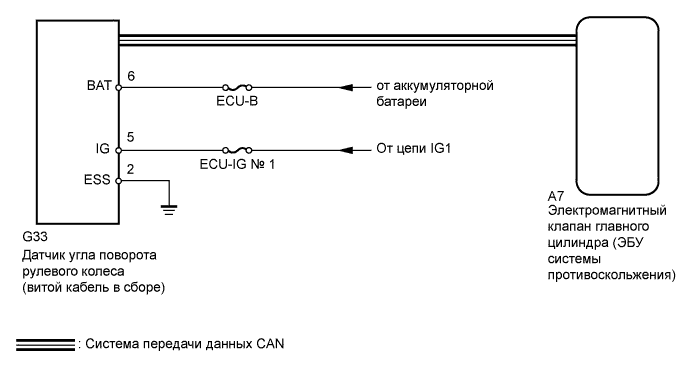 6
BAT
ECU-B
от аккумуляторной
батареи
5
IG
ECU-IG № 1
От цепи IG1
2
ESS
G33
Датчик угла поворота
рулевого колеса
(витой кабель в сборе)
A7
Электромагнитный
клапан главного
цилиндра (ЭБУ
системы
противоскольжения)
: Система передачи данных CAN